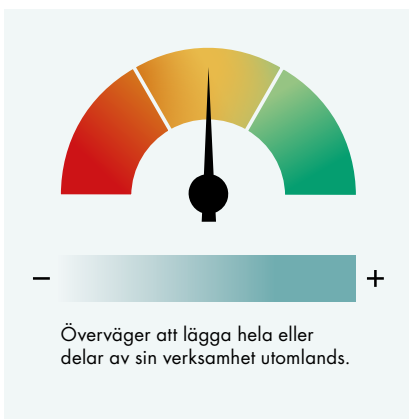 − +
Överväger att lägga hela eller
delar av sin verksamhet utomlands.